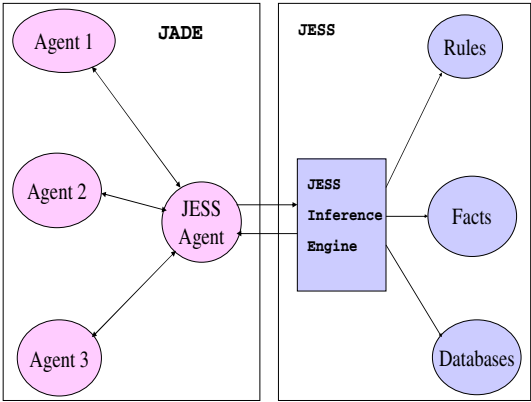 JADE
Agent 1
Agent 2
JESS
Agent
Agent 3
JESS
Rules
JESS
Inference
Engine
Facts
Databases